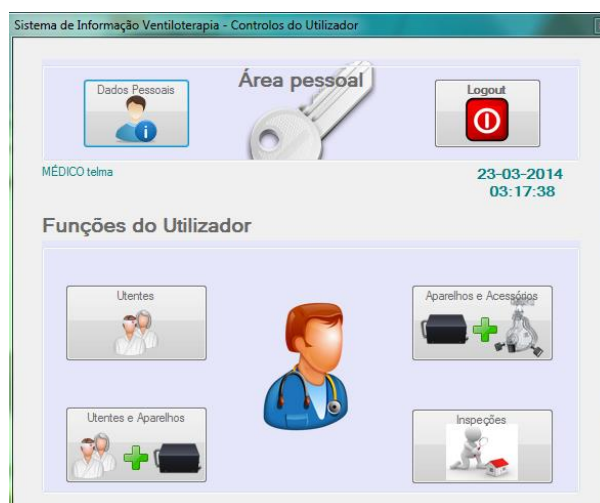 Sistema de Informação Ventiloterapia - Controlos do Utilizador
Dados Pessoais
Área pessoal
Logout
MÉDICO telma
23-03-2014
03:17:38
Funções do Utilizador
Utentes
Aparelhos e Acessórios
Utentes e Aparelhos
Inspeções